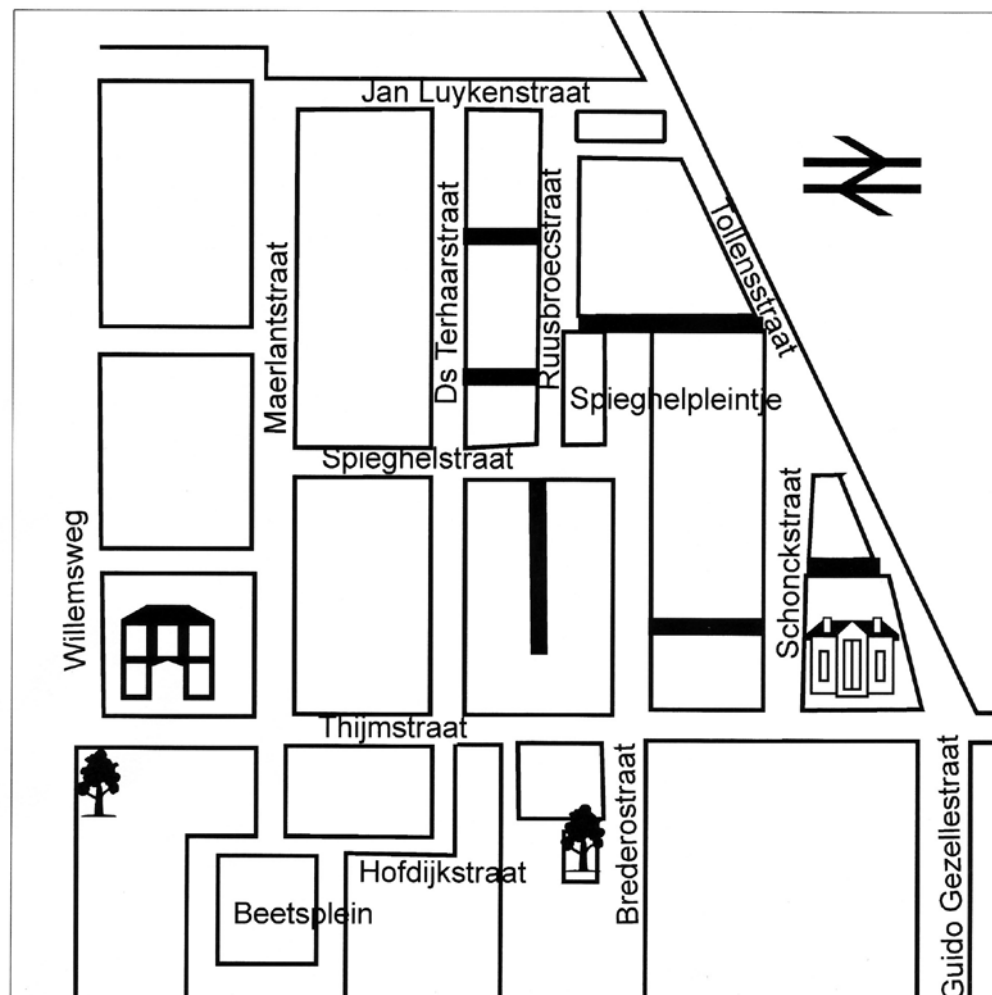 Jan Luykenstraat
Maerlantstraat
Ds Terhaarstraat
Ruusbroecstraat
Tollensstraat
Spieghelpleintje
Spieghelstraat
Willemsweg
Schonckstraat
Thijmstraat
Hofdijkstraat
Beetsplein
Brederostraat
Guido Gezellestraat